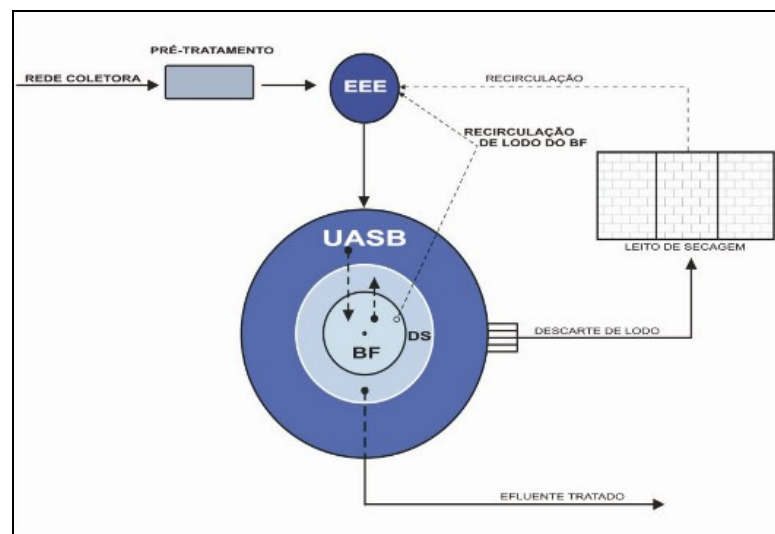 PRÉ-TRATAMENTO
REDE COLETORA
EEE
RECIRCULAÇÃO
RECIRCULAÇÃO
DE LODO DO BF
LEITO DE SECAGEM
UASB
DS
BF
DESCARTE DE LODO
EFLUENTE TRATADO